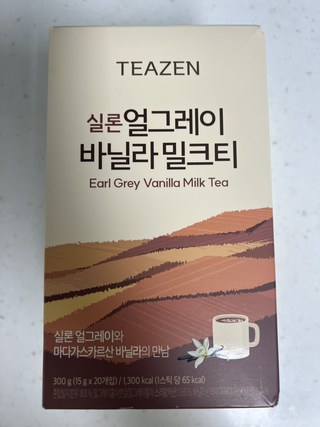 TEAZEN
실론 얼그레이
바닐라 밀크티
Earl Grey Vanilla Milk Tea
실론 얼그레이와
마다가스카르산 바닐라의 만남
300 g (15 g x 20개입) / 1,300 kcal (1스틱 당 65 kcal)